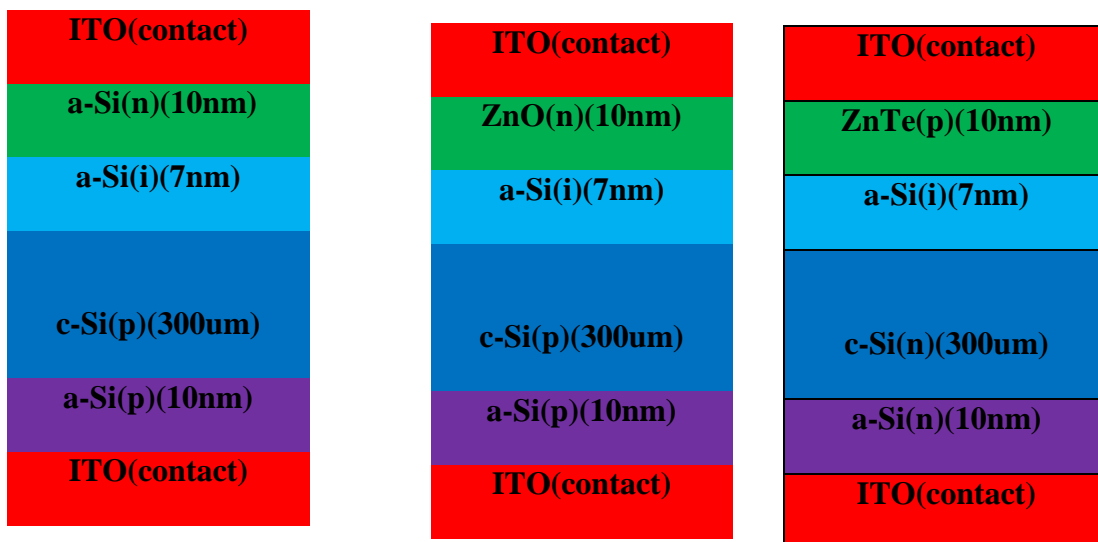 ITO(contact)
a-Si(n)(10nm)
a-Si(i)(7nm)
c-Si(p)(300um)
a-Si(p)(10nm)
ITO(contact)
ITO(contact)
ZnO(n)(10nm)
a-Si(i)(7nm)
c-Si(p)(300um)
a-Si(p)(10nm)
ITO(contact)
ITO(contact)
ZnTe(p)(10nm)
a-Si(i)(7nm)
c-Si(n)(300um)
a-Si(n)(10nm)
ITO(contact)